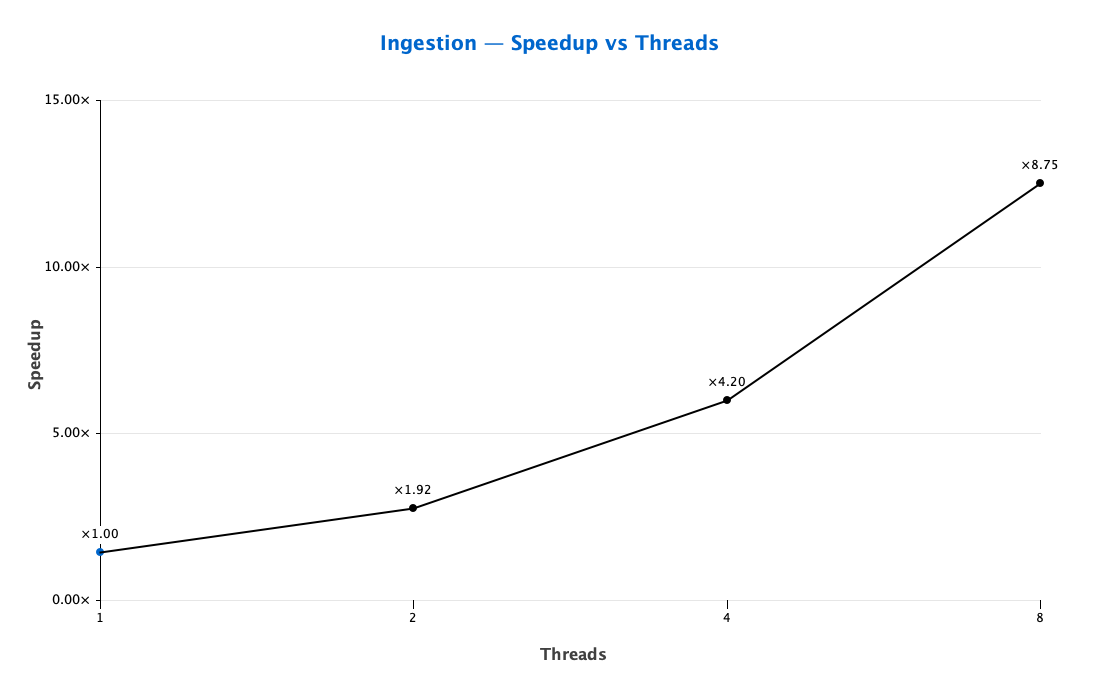 Ingestion — Speedup vs Threads
15.00×
×8.75
10.00×
Speedup
×4.20
5.00×
×1.92
×1.00
0.00×
1 2 4 8
Threads